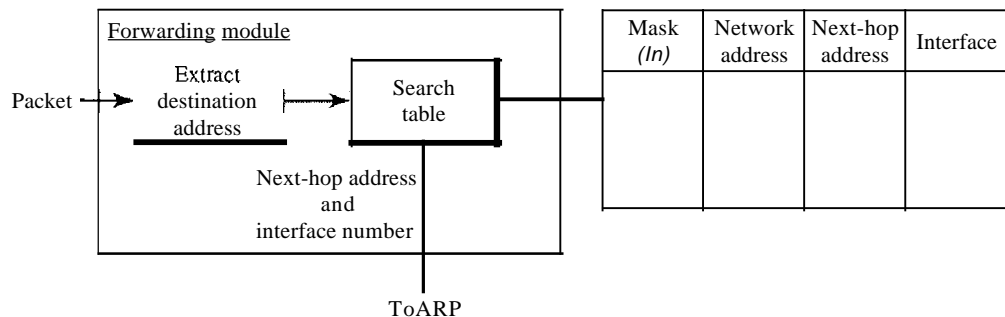 Forwarding module
Packet
Extract
destination
address
Search
table
Next-hop address
and
interface number
ToARP
Mask
(In)
Network
address
Next-hop
address
Interface